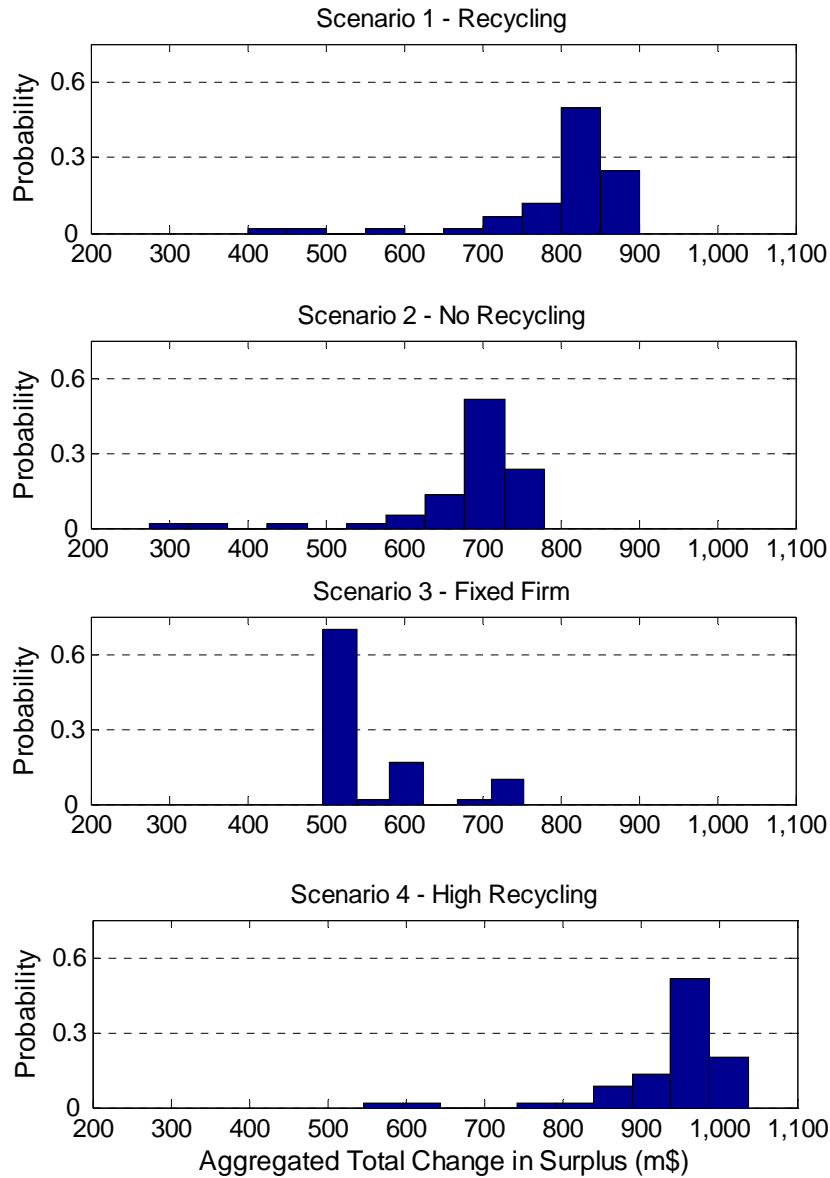 Scenario 1 - Recycling
Probability
0.6
0.3
0
200 300 400 500 600 700 800 900 1,000 1,100
Scenario 2 - No Recycling
Probability
0.6
0.3
0
200 300 400 500 600 700 800 900 1,000 1,100
Scenario 3 - Fixed Firm
Probability
0.6
0.3
0
200 300 400 500 600 700 800 900 1,000 1,100
Scenario 4 - High Recycling
Probability
0.6
0.3
0
200 300 400 500 600 700 800 900 1,000 1,100
Aggregated Total Change in Surplus (m$)